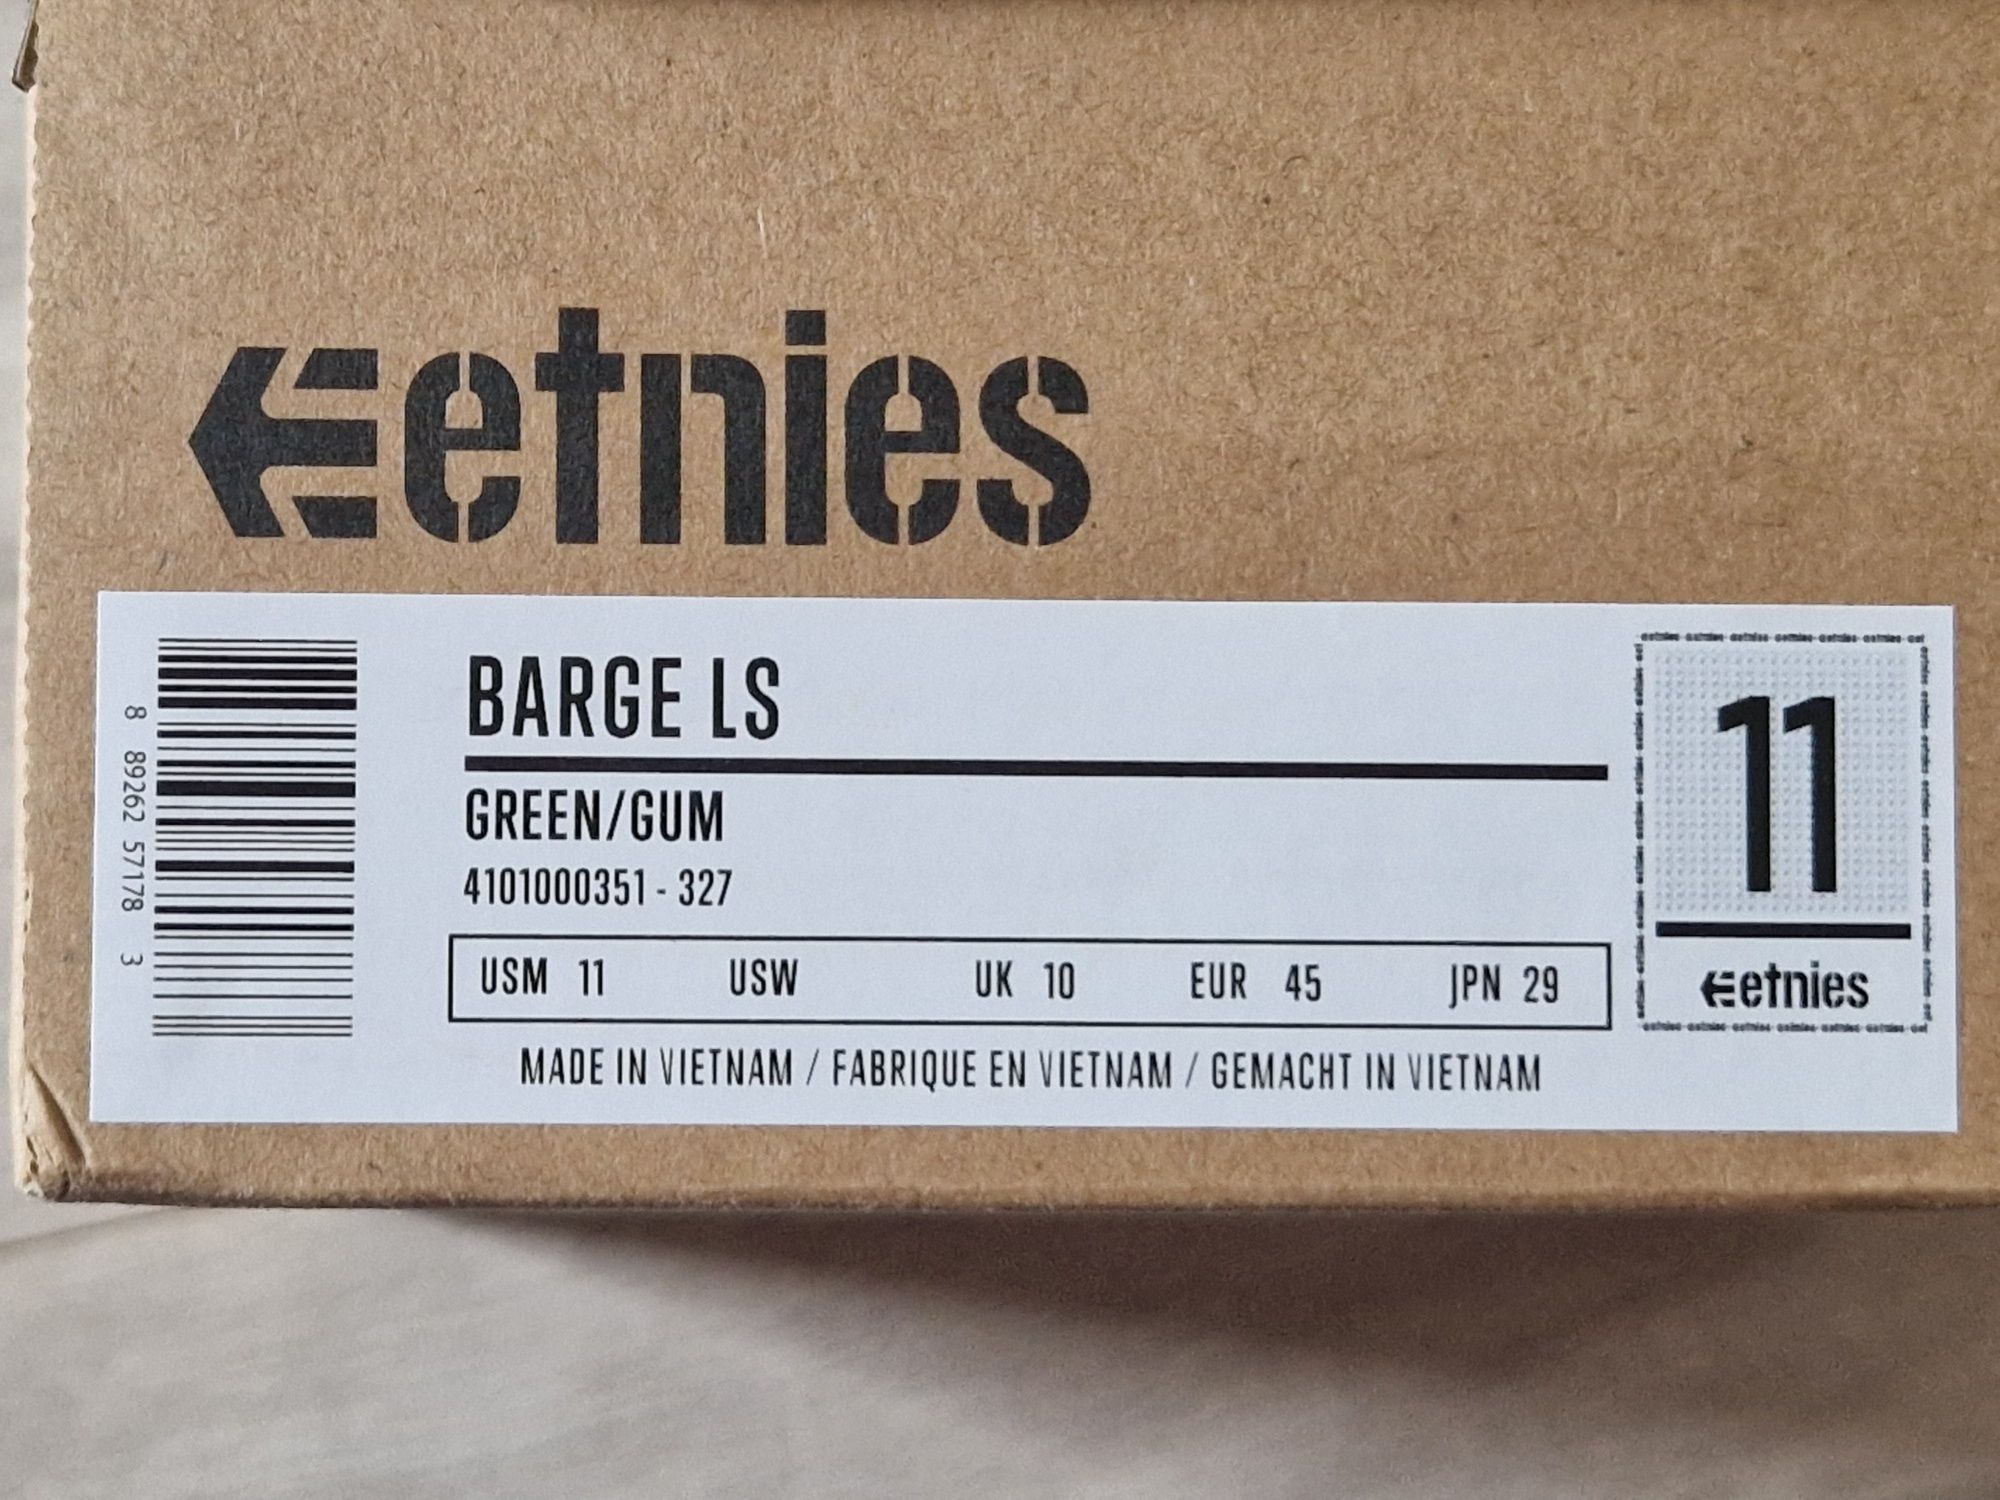 etnies
BARGE LS
GREEN/GUM
4101000351 - 327
USM 11 USW UK 10 EUR 45 JPN 29
MADE IN VIETNAM / FABRIQUE EN VIETNAM / GEMACHT IN VIETNAM
8 89262 57178 3
11
etnies